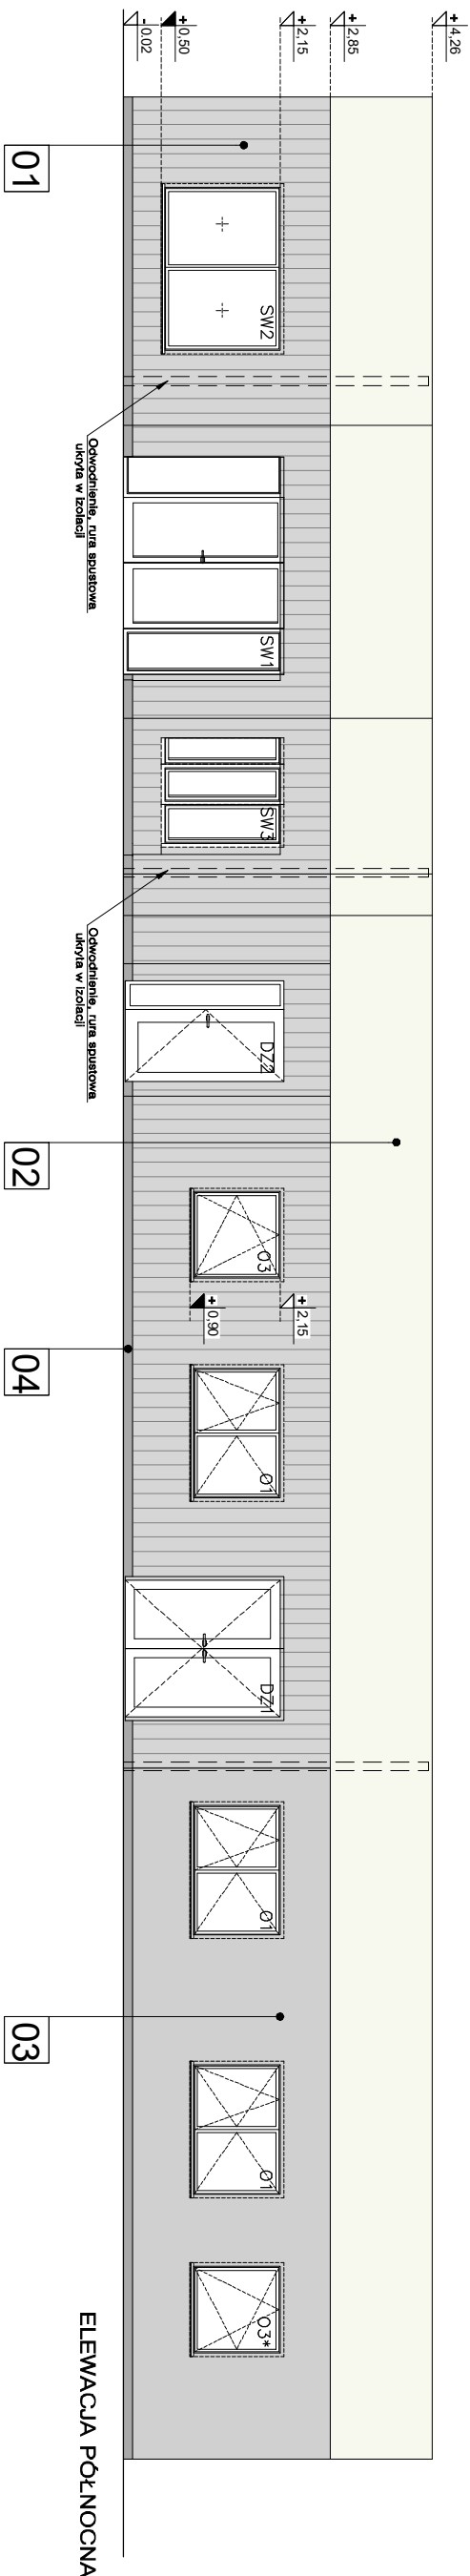 +
4,26
+
2,85
+
2,15
+
0,50
-
0.02
01
SW2
Odwodnienie, rura spustowa
ukryta w izolacji
SW1
SW3
Odwodnienie, rura spustowa
ukryta w izolacji
DZ2
02
O3
+
2,15
+
0,90
04
O1
DZ1
O1
03
O1
O3*
ELEWACJA PÓŁNOCNA